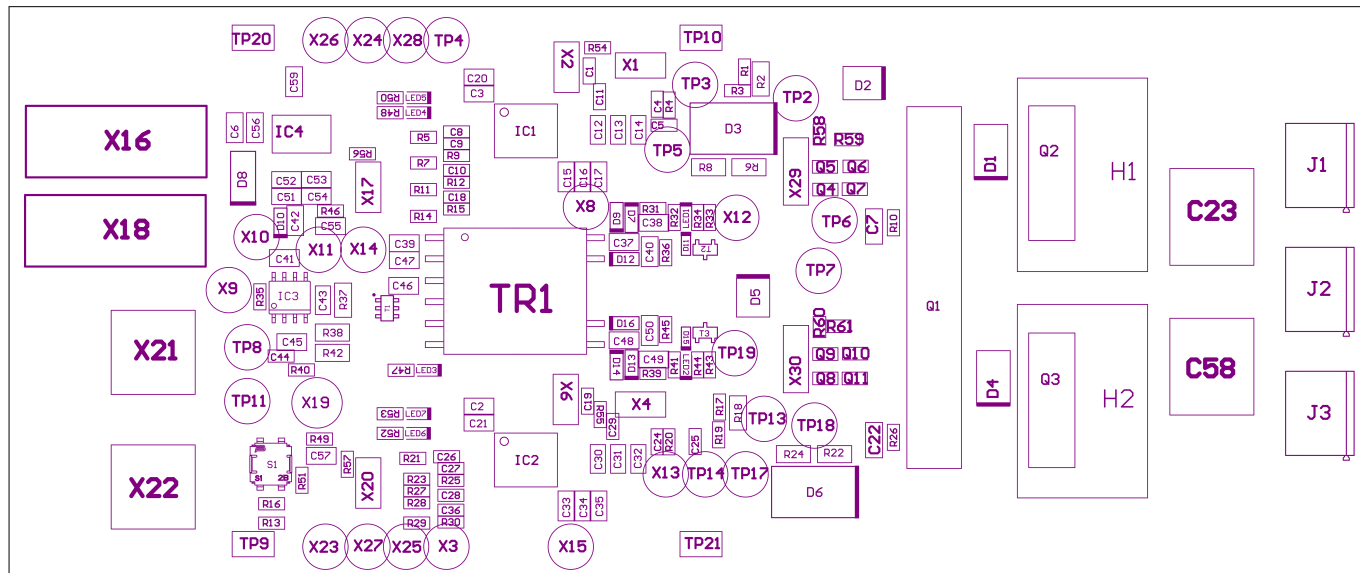 TP20 X26 X24 X28 TP4 TP10
X2 R54 X1 C59 C20 C3 C1 C11 TP3 R1 R2 R3 TP2 D2
R50 LED5
R48 LED4
C4 R4 C5 D3
X16 C6 C56 IC4 R5 C8 C9 IC1 C12 C13 C14 TP5 R58 R59 D1 Q2 H1 J1
R56 R7 R9 C10 R8 R6 X29 Q5 Q6
D8 C52 C53 X17 R11 R12 C15 C16 C17 Q4 Q7 C23
C51 C54 C18
X18 D10 C42 R46 C55 R14 R15 X8 D9 D7 R31 C38 R32 LED1 R34 R33 X12 TP6 C7 R10
X10 X11 X14 C39 C37 C40 R36 D11 T2
C41 C47 D12 TP7
X9 R35 IC3 C43 R37 T1 C46 TR1 D5 Q1 J2
X21 TP8 C45 C44 R38 R42 D16 C50 R45 D15 T3 TP19 R60 R61
C48 X30 Q9 Q10 C58
R40 R47 LED3 D14 D13 C49 R39 R41 LED2 R44 R43 Q8 Q11 D4 Q3 H2 J3
TP11 X19 R53 LED7 C2 X6 C19 R55 X4 R17 R18 TP13 TP18
R52 LED6 C21 C29
R49 C57 R57 R21 C26 IC2 C30 C31 C32 C24 R20 C25 R19 R24 R22 C22 R26
X22 S1 S1 2B R51 X20 R23 C27 R25 X13 TP14 TP17 D6
R16 R27 C28 R28 C33 C34 C35
R13 C36 R29 R30
TP9 X23 X27 X25 X3 X15 TP21